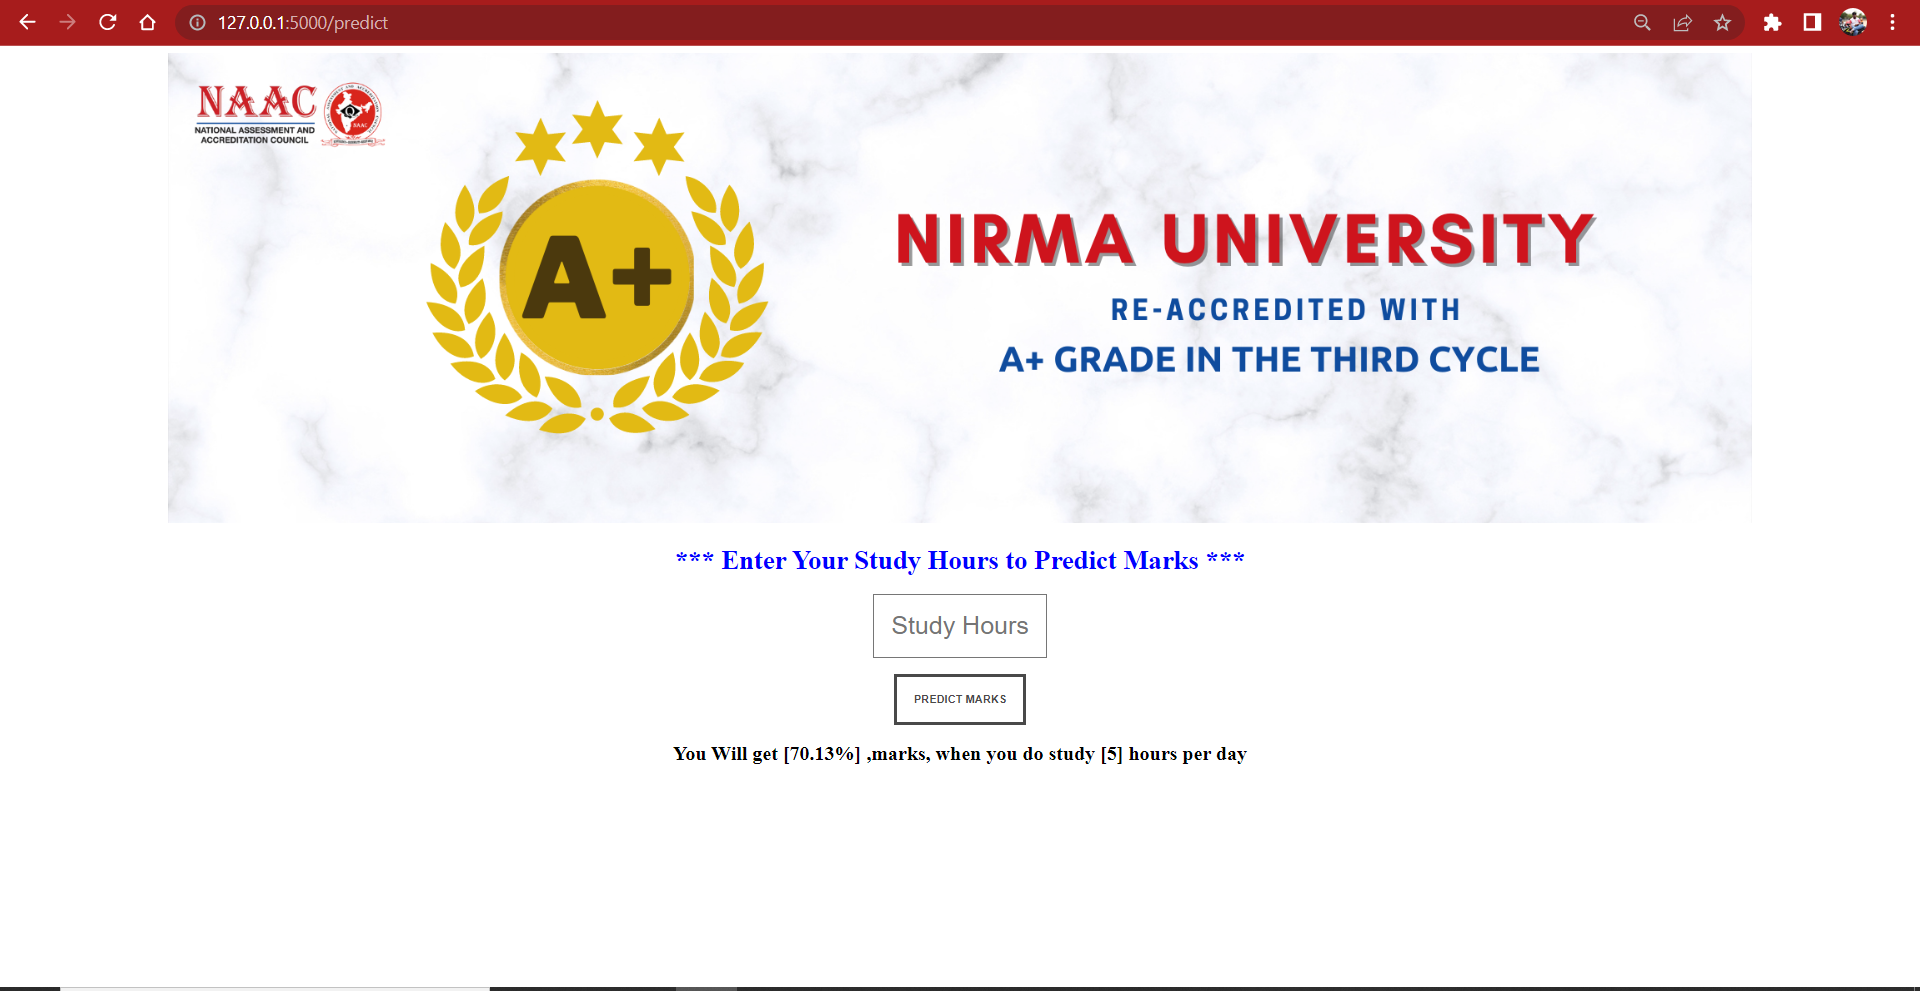 127.0.0.1:5000/predict
NAAC
NATIONAL ASSESSMENT AND
ACCREDITATION COUNCIL
NAAC
A+
NIRMA UNIVERSITY
RE-ACCREDITED WITH
A+ GRADE IN THE THIRD CYCLE
*** Enter Your Study Hours to Predict Marks ***
Study Hours
PREDICT MARKS
You Will get [70.13%] ,marks, when you do study [5] hours per day